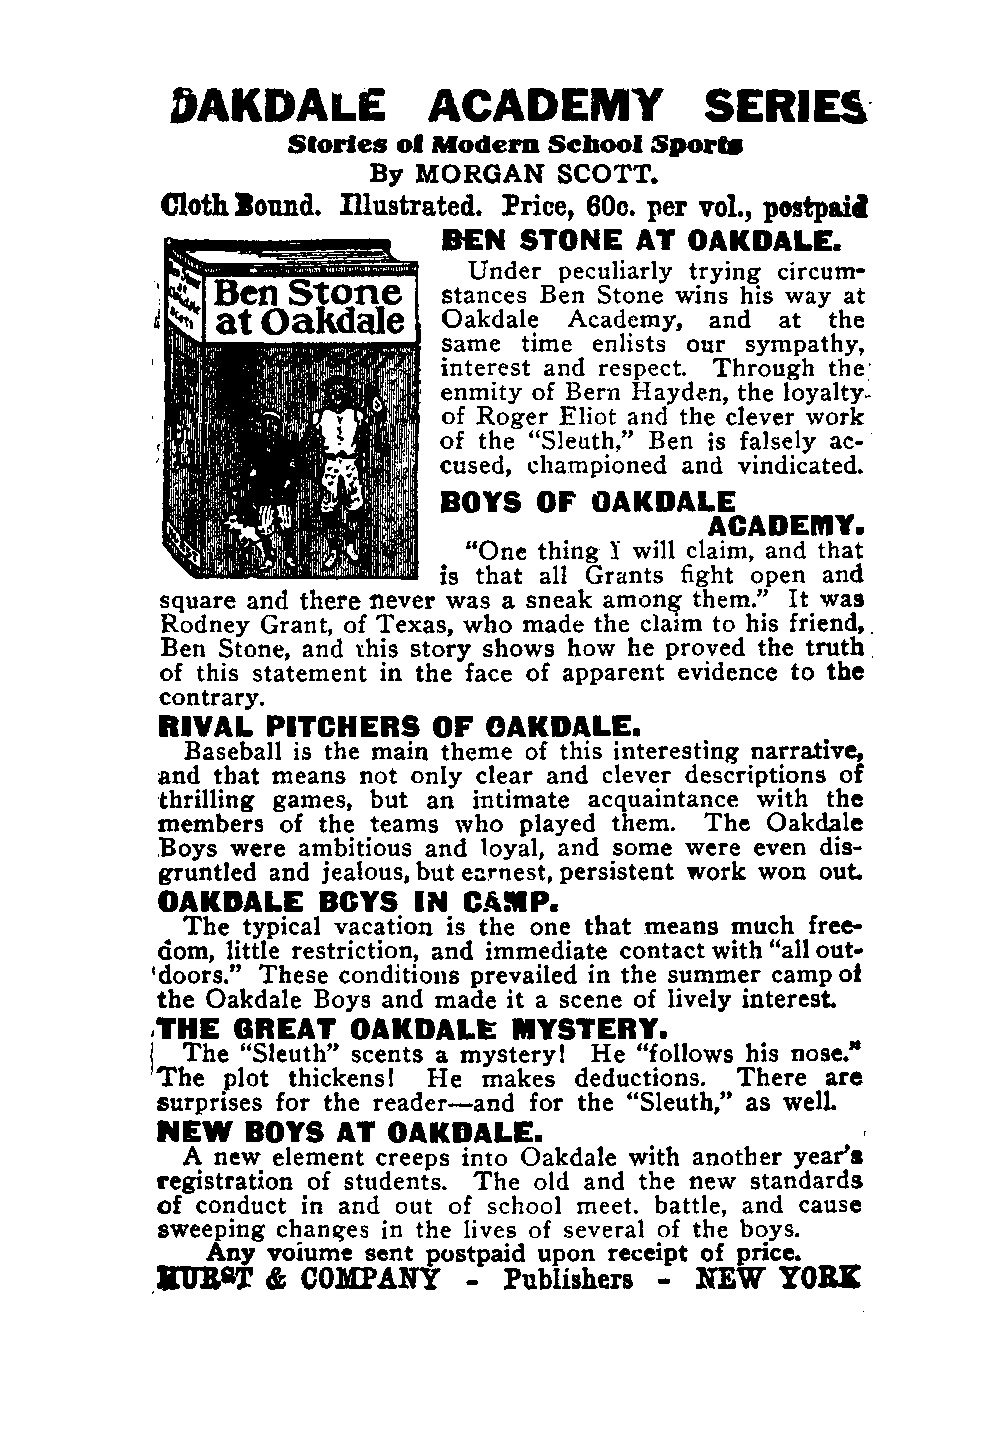 OAKDALE ACADEMY SERIES
Stories of Modern School Sports
By MORGAN SCOTT.
Cloth Bound. Illustrated. Price, 60c. per vol., postpaid
Ben Stone
at Oakdale
Ben Stone
at
Oakdale
Scott
BEN STONE AT OAKDALE.
Under peculiarly trying circum-
stances Ben Stone wins his way at
Oakdale Academy, and at the
same time enlists our sympathy,
interest and respect. Through the
enmity of Bern Hayden, the loyalty
of Roger Eliot and the clever work
of the “Sleuth,” Ben is falsely ac-
cused, championed and vindicated.
BOYS OF OAKDALE
ACADEMY.
“One thing I will claim, and that
is that all Grants fight open and
square and there never was a sneak among them.” It was
Rodney Grant, of Texas, who made the claim to his friend,
Ben Stone, and this story shows how he proved the truth
of this statement in the face of apparent evidence to the
contrary.
RIVAL PITCHERS OF OAKDALE.
Baseball is the main theme of this interesting narrative,
and that means not only clear and clever descriptions of
thrilling games, but an intimate acquaintance with the
members of the teams who played them. The Oakdale
Boys were ambitious and loyal, and some were even dis-
gruntled and jealous, but earnest, persistent work won out.
OAKDALE BOYS IN CAMP.
The typical vacation is the one that means much free-
dom, little restriction, and immediate contact with “all out-
doors.” These conditions prevailed in the summer camp of
the Oakdale Boys and made it a scene of lively interest.
THE GREAT OAKDALE MYSTERY.
The “Sleuth” scents a mystery! He “follows his nose.”
The plot thickens! He makes deductions. There are
surprises for the reader—and for the “Sleuth,” as well.
NEW BOYS AT OAKDALE.
A new element creeps into Oakdale with another year’s
registration of students. The old and the new standards
of conduct in and out of school meet. battle, and cause
sweeping changes in the lives of several of the boys.
Any volume sent postpaid upon receipt of price.
HURST & COMPANY - Publishers - NEW YORK